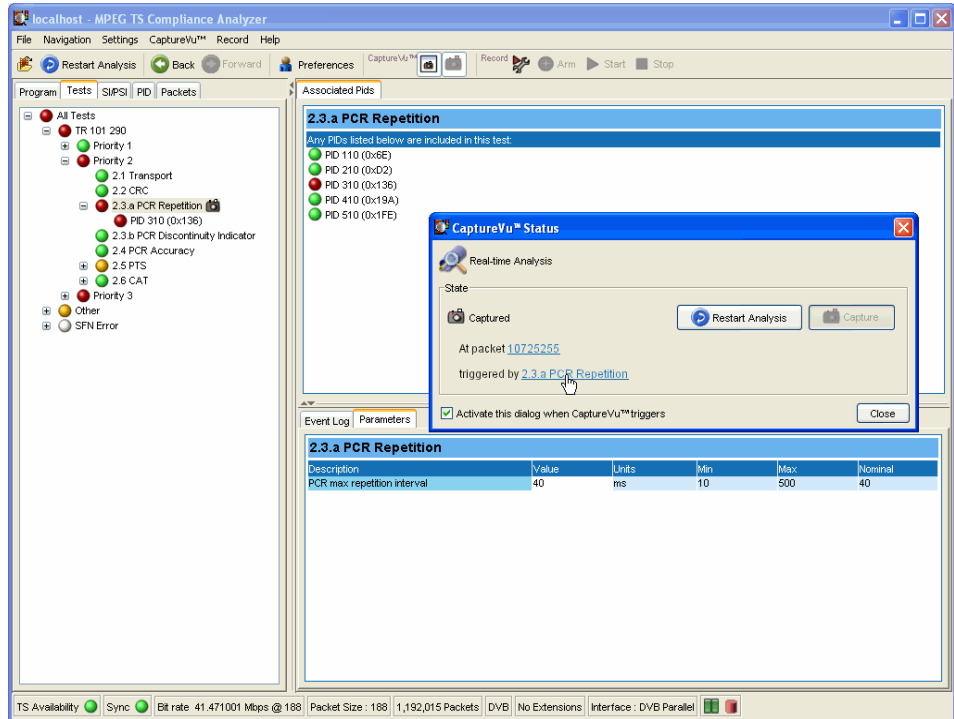 localhost - MPEG TS Compliance Analyzer
File Navigation Settings CaptureVu™ Record Help
Restart Analysis Back Forward Preferences CaptureVu™ Record Arm Start Stop
Program Tests SI/PSI PID Packets
All Tests
TR 101 290
Priority 1
Priority 2
2.1 Transport
2.2 CRC
2.3.a PCR Repetition
PID 310 (0x136)
2.3.b PCR Discontinuity Indicator
2.4 PCR Accuracy
2.5 PTS
2.6 CAT
Priority 3
Other
SFN Error
Associated Pids
2.3.a PCR Repetition
Any PIDs listed below are included in this test:
PID 110 (0x6E)
PID 210 (0xD2)
PID 310 (0x136)
PID 410 (0x19A)
PID 510 (0x1FE)
CaptureVu™ Status
Real-time Analysis
State
Captured
Restart Analysis Capture
At packet 10725255
triggered by 2.3.a PCR Repetition
Activate this dialog when CaptureVu™ triggers
Close
Event Log Parameters
2.3.a PCR Repetition
Description Value Units Min Max Nominal
PCR max repetition interval 40 ms 10 500 40
TS Availability Sync Bit rate 41.471001 Mbps @ 188 Packet Size : 188 1,192,015 Packets DVB No Extensions Interface : DVB Parallel